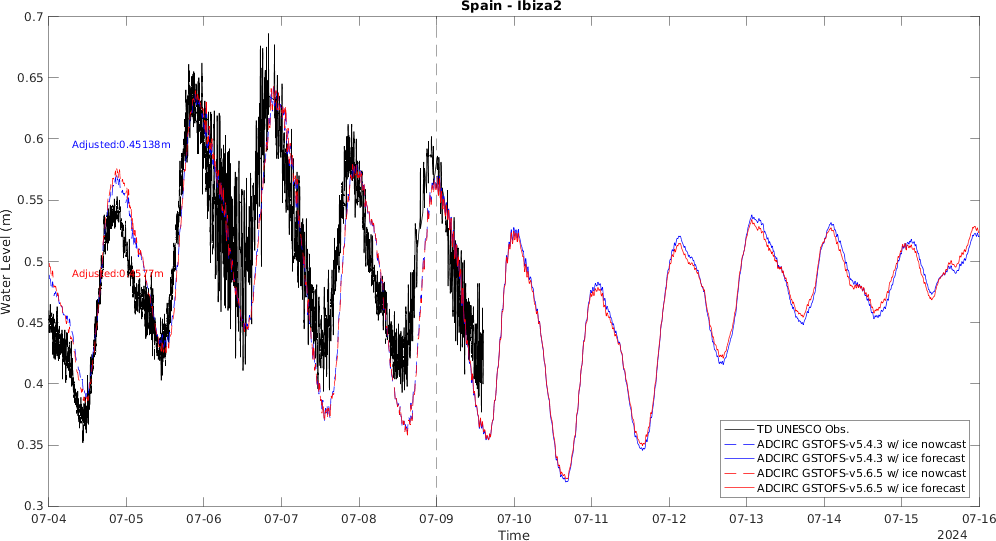 Spain - Ibiza2
0.7
0.65
0.6
0.55
0.5
0.45
0.4
0.35
0.3
Water Level (m)
Adjusted:0.45138m
Adjusted:0.4577m
TD UNESCO Obs.
ADCIRC GSTOFS-v5.4.3 w/ ice nowcast
ADCIRC GSTOFS-v5.4.3 w/ ice forecast
ADCIRC GSTOFS-v5.6.5 w/ ice nowcast
ADCIRC GSTOFS-v5.6.5 w/ ice forecast
07-04 07-05 07-06 07-07 07-08 07-09 07-10 07-11 07-12 07-13 07-14 07-15 07-16
Time
2024